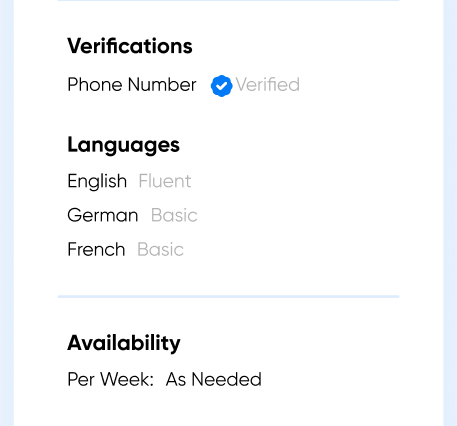 Verifications
Phone Number Verified
Languages
English Fluent
German Basic
French Basic
Availability
Per Week: As Needed